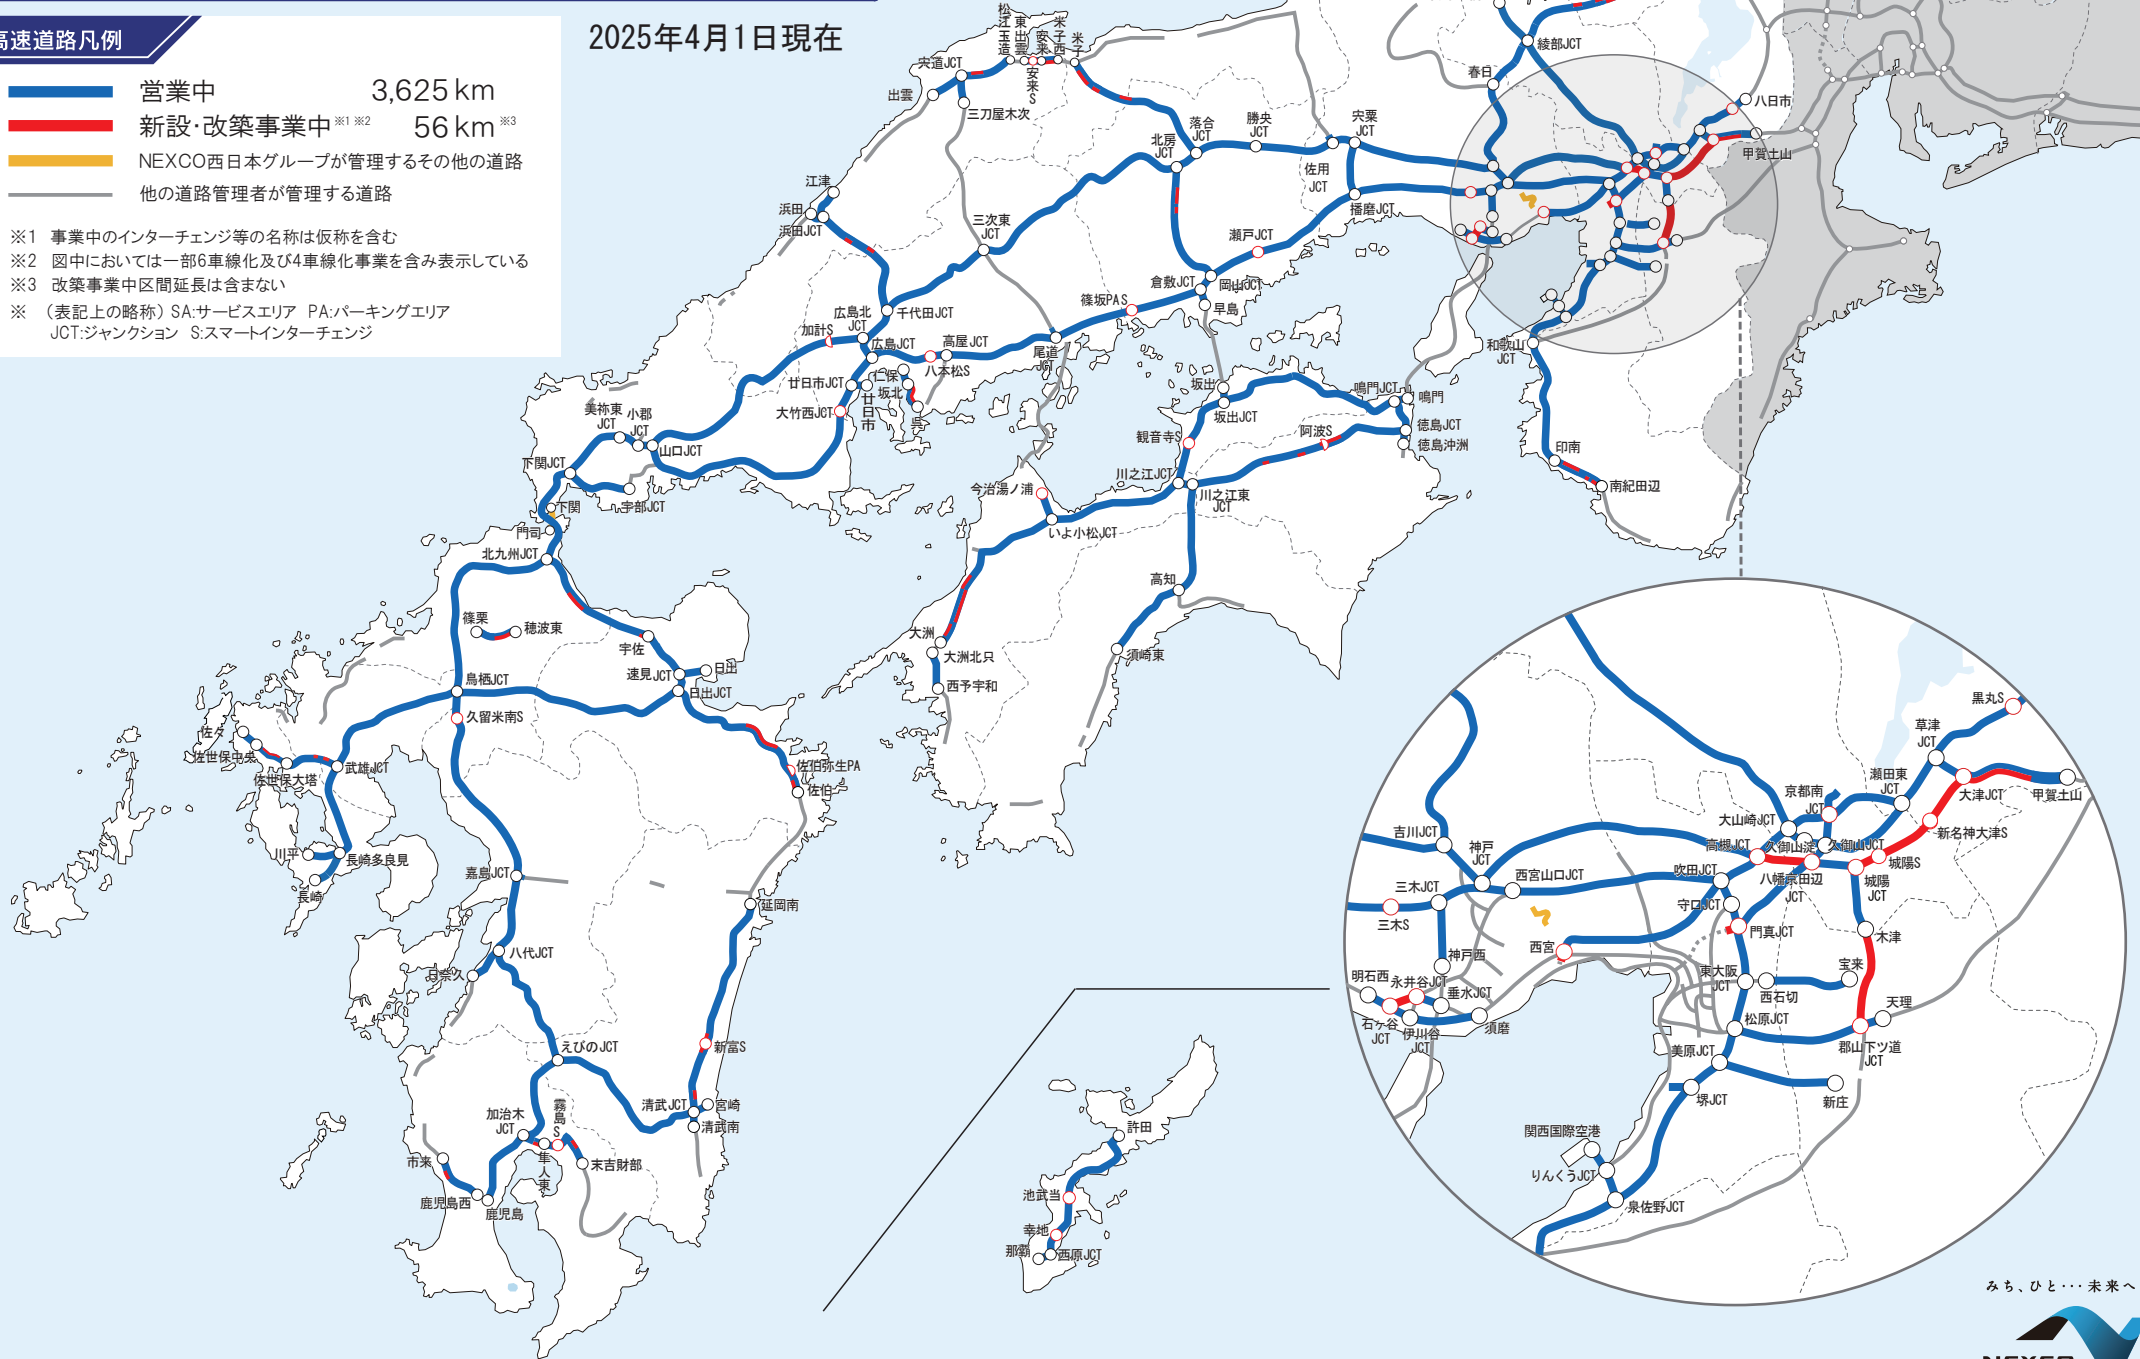 高速道路凡例
2025年4月1日現在
営業中 3,625km
新設・改築事業中※1 ※2 56km※3
NEXCO西日本グループが管理するその他の道路
他の道路管理者が管理する道路
※1 事業中のインターチェンジ等の名称は仮称を含む
※2 図中においては一部6車線化及び4車線化事業を含み表示している
※3 改築事業中区間延長は含まない
※ （表記上の略称）SA:サービスエリア PA:パーキングエリア
JCT:ジャンクション S:スマートインターチェンジ
松江玉造
東出雲
安来
米子西
米子
安来S
宍道JCT
出雲
三刀屋木次
綾部JCT
春日
八日市
甲賀土山
落合JCT
北房JCT
勝央JCT
宍粟JCT
佐用JCT
播磨JCT
江津
浜田
浜田JCT
三次東JCT
瀬戸JCT
倉敷JCT
岡山JCT
早島
篠坂PAS
広島北JCT
千代田JCT
加計S
広島JCT
高屋JCT
八本松S
尾道JCT
廿日市JCT
仁保
坂北
廿日市
呉
大竹西JCT
和歌山JCT
美祢東JCT
小郡JCT
山口JCT
下関JCT
下関
宇部JCT
門司
北九州JCT
坂出
坂出JCT
鳴門JCT
鳴門
徳島JCT
徳島沖洲
観音寺S
阿波S
川之江JCT
川之江東JCT
今治湯ノ浦
いよ小松JCT
印南
南紀田辺
高知
須崎東
大洲
大洲北只
西予宇和
篠栗
穂波東
宇佐
速見JCT
日出
日出JCT
鳥栖JCT
久留米南S
佐々
佐世保中央
佐世保大塔
武雄JCT
佐伯弥生PA
佐伯
川平
長崎多良見
長崎
嘉島JCT
延岡南
八代JCT
日奈久
えびのJCT
新富S
清武JCT
宮崎
清武南
加治木JCT
霧島S
隼人東
末吉財部
市来
鹿児島西
鹿児島
許田
池武当
幸地
那覇
西原JCT
黒丸S
草津JCT
瀬田東JCT
京都南JCT
大津JCT
甲賀土山
大山崎JCT
新名神大津S
吉川JCT
神戸JCT
高槻JCT
久御山淀
久御山JCT
城陽S
吹田JCT
八幡京田辺JCT
城陽JCT
三木JCT
西宮山口JCT
守口JCT
三木S
西宮
門真JCT
木津
神戸西
明石西
永井谷JCT
垂水JCT
東大阪JCT
西石切
宝来
石ヶ谷JCT
伊川谷JCT
須磨
松原JCT
天理
美原JCT
郡山下ツ道JCT
堺JCT
新庄
関西国際空港
りんくうJCT
泉佐野JCT
みち、ひと…未来へ